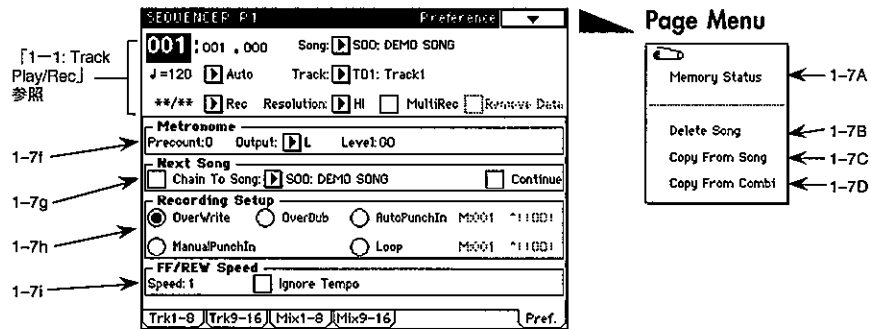 SEQUENCER P1 Preference
001 : 001 . 000 Song: S00: DEMO SONG
「1ー1: Track
Play/Rec」
参照
♩=120 Auto Track: T01: Track1
**/** Rec Resolution: HI MultiRec Remove Data
Metronome
Precount:0 Output: L Level:00
1-7f
Next Song
Chain To Song: S00: DEMO SONG Continue
1-7g
Recording Setup
OverWrite OverDub AutoPunchIn M:001
1-7h
ManualPunchIn Loop M:001
FF/REW Speed
Speed: 1 Ignore Tempo
1-7i
Trk1-8 Trk9-16 Mix1-8 Mix9-16 Pref.
Page Menu
Memory Status 1-7A
Delete Song 1-7B
Copy From Song 1-7C
Copy From Combi 1-7D